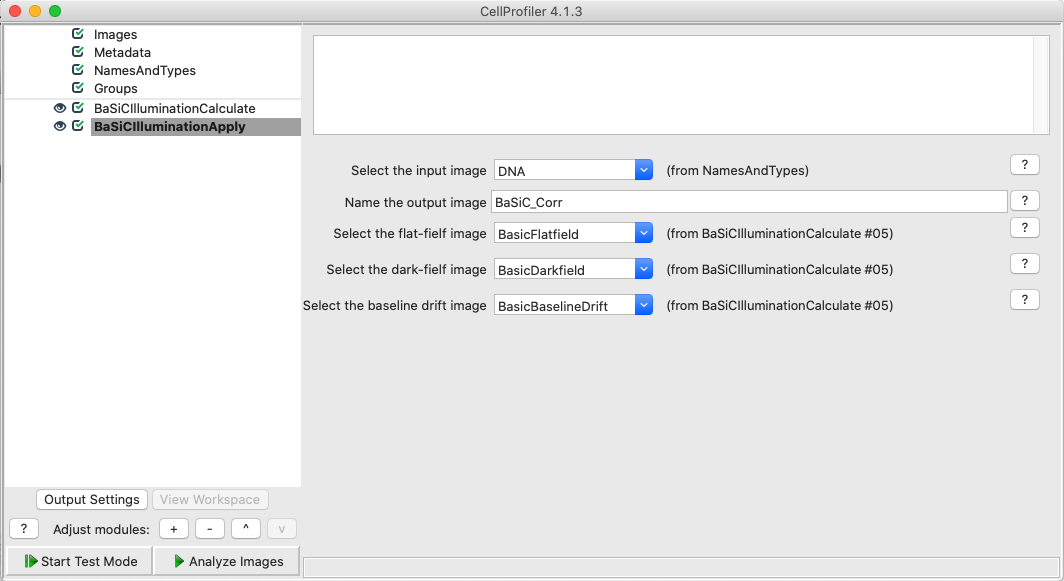 CellProfiler 4.1.3
Images
Metadata
NamesAndTypes
Groups
BaSiCIlluminationCalculate
BaSiCIlluminationApply
Select the input image DNA (from NamesAndTypes) ?
Name the output image BaSiC_Corr ?
Select the flat-fielf image BasicFlatfield (from BaSiCIlluminationCalculate #05) ?
Select the dark-fielf image BasicDarkfield (from BaSiCIlluminationCalculate #05) ?
Select the baseline drift image BasicBaselineDrift (from BaSiCIlluminationCalculate #05) ?
Output Settings View Workspace
? Adjust modules: + - ^ v
Start Test Mode Analyze Images